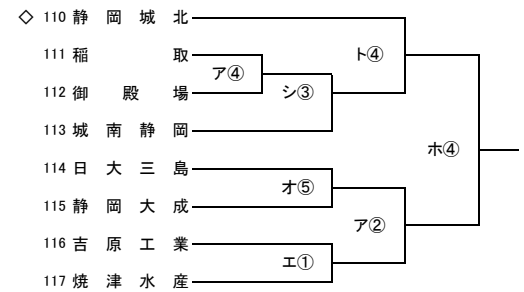 ◇ 110 静岡城北
ト④
111 稲取
ア④
シ③
112 御殿場
113 城南静岡
ホ④
114 日大三島
オ⑤
115 静岡大成
ア②
116 吉原工業
エ①
117 焼津水産